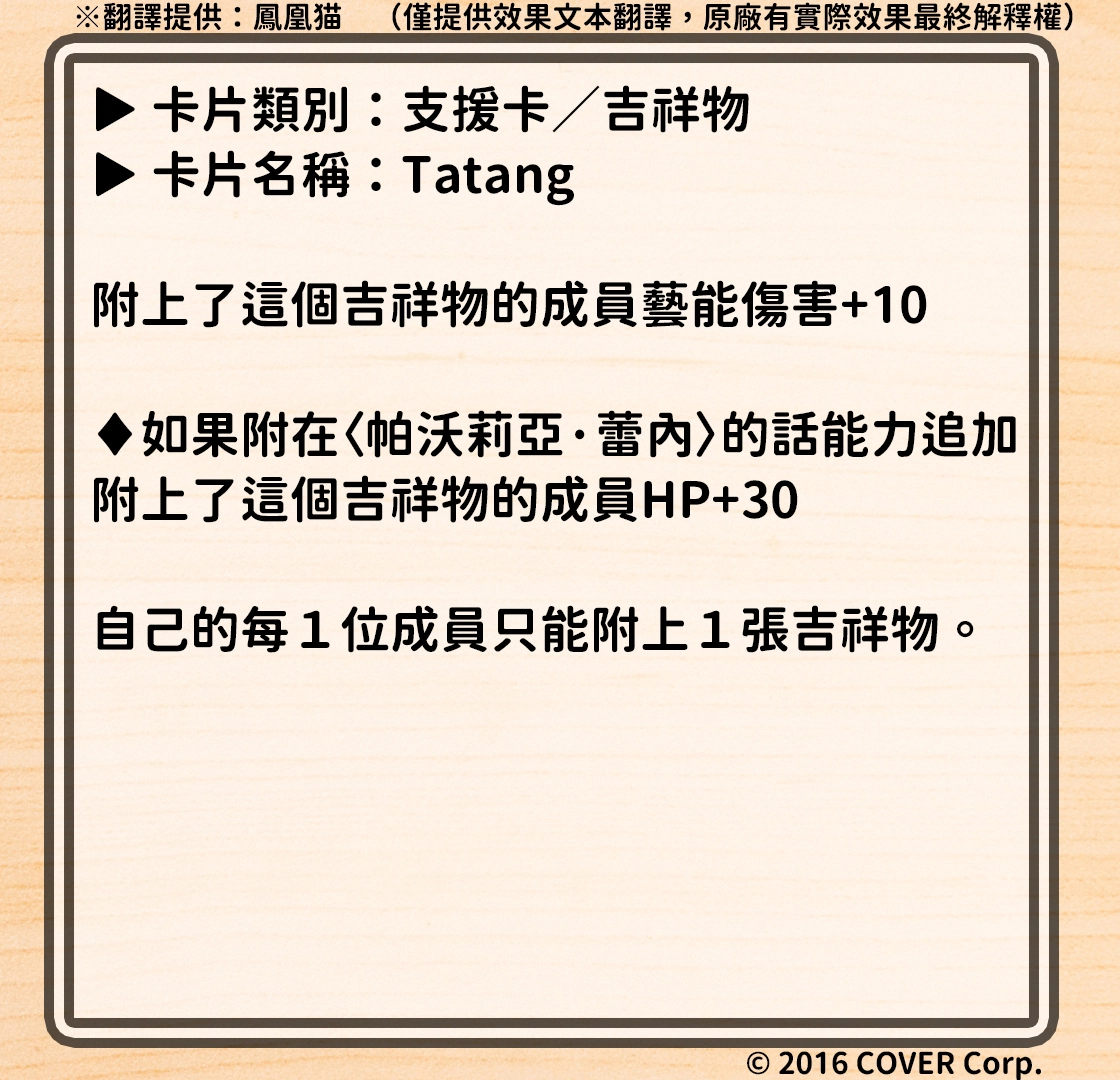 ※翻譯提供：鳳凰猫　（僅提供效果文本翻譯，原廠有實際效果最終解釋權）
▶ 卡片類別：支援卡／吉祥物
▶ 卡片名稱：Tatang
附上了這個吉祥物的成員藝能傷害+10
♦如果附在〈帕沃莉亞·蕾內〉的話能力追加
附上了這個吉祥物的成員HP+30
自己的每１位成員只能附上１張吉祥物。
© 2016 COVER Corp.